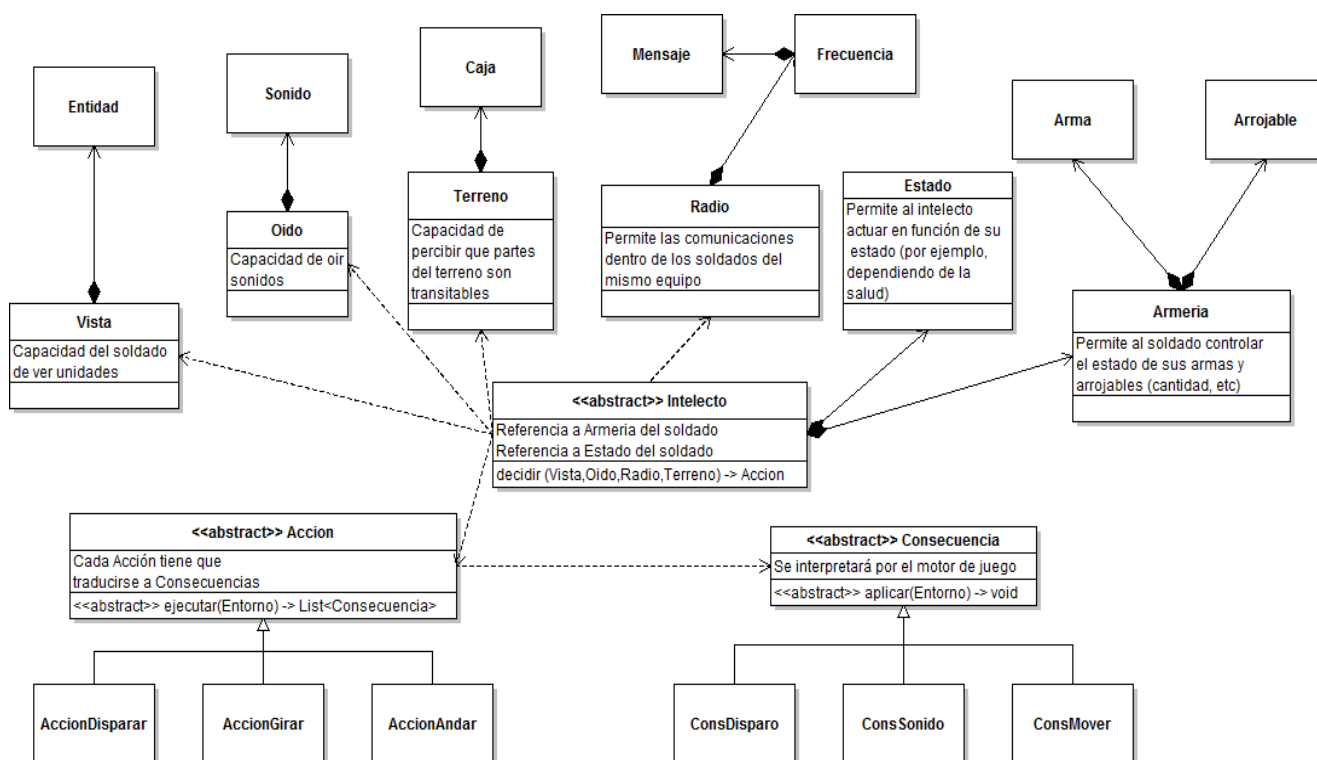 Mensaje
Frecuencia
Caja
Sonido
Entidad
Arma
Arrojable
Terreno
Capacidad de
percibir que partes
del terreno son
transitables
Estado
Permite al intelecto
actuar en función de su
estado (por ejemplo,
dependiendo de la
salud)
Radio
Permite las comunicaciones
dentro de los soldados del
mismo equipo
Oido
Capacidad de oir
sonidos
Vista
Capacidad del soldado
de ver unidades
Armeria
Permite al soldado controlar
el estado de sus armas y
arrojables (cantidad, etc)
<<abstract>> Intelecto
Referencia a Armeria del soldado
Referencia a Estado del soldado
decidir (Vista,Oido,Radio,Terreno) -> Accion
<<abstract>> Accion
Cada Acción tiene que
traducirse a Consecuencias
<<abstract>> ejecutar(Entorno) -> List<Consecuencia>
<<abstract>> Consecuencia
Se interpretará por el motor de juego
<<abstract>> aplicar(Entorno) -> void
AccionDisparar
AccionGirar
AccionAndar
ConsDisparo
ConsSonido
ConsMover